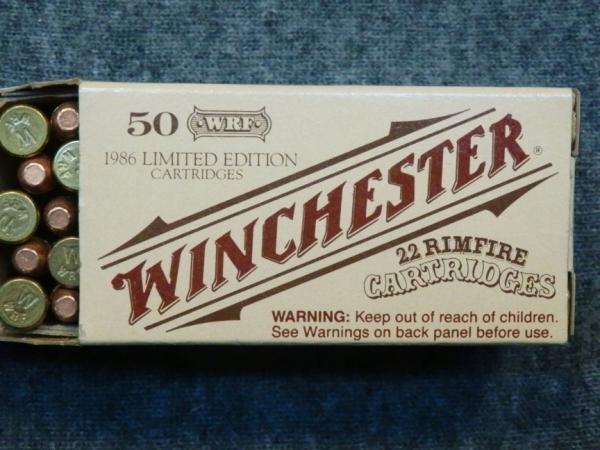 50 WRF
1986 LIMITED EDITION
CARTRIDGES
WINCHESTER®
22 RIMFIRE
CARTRIDGES
WARNING: Keep out of reach of children.
See Warnings on back panel before use.